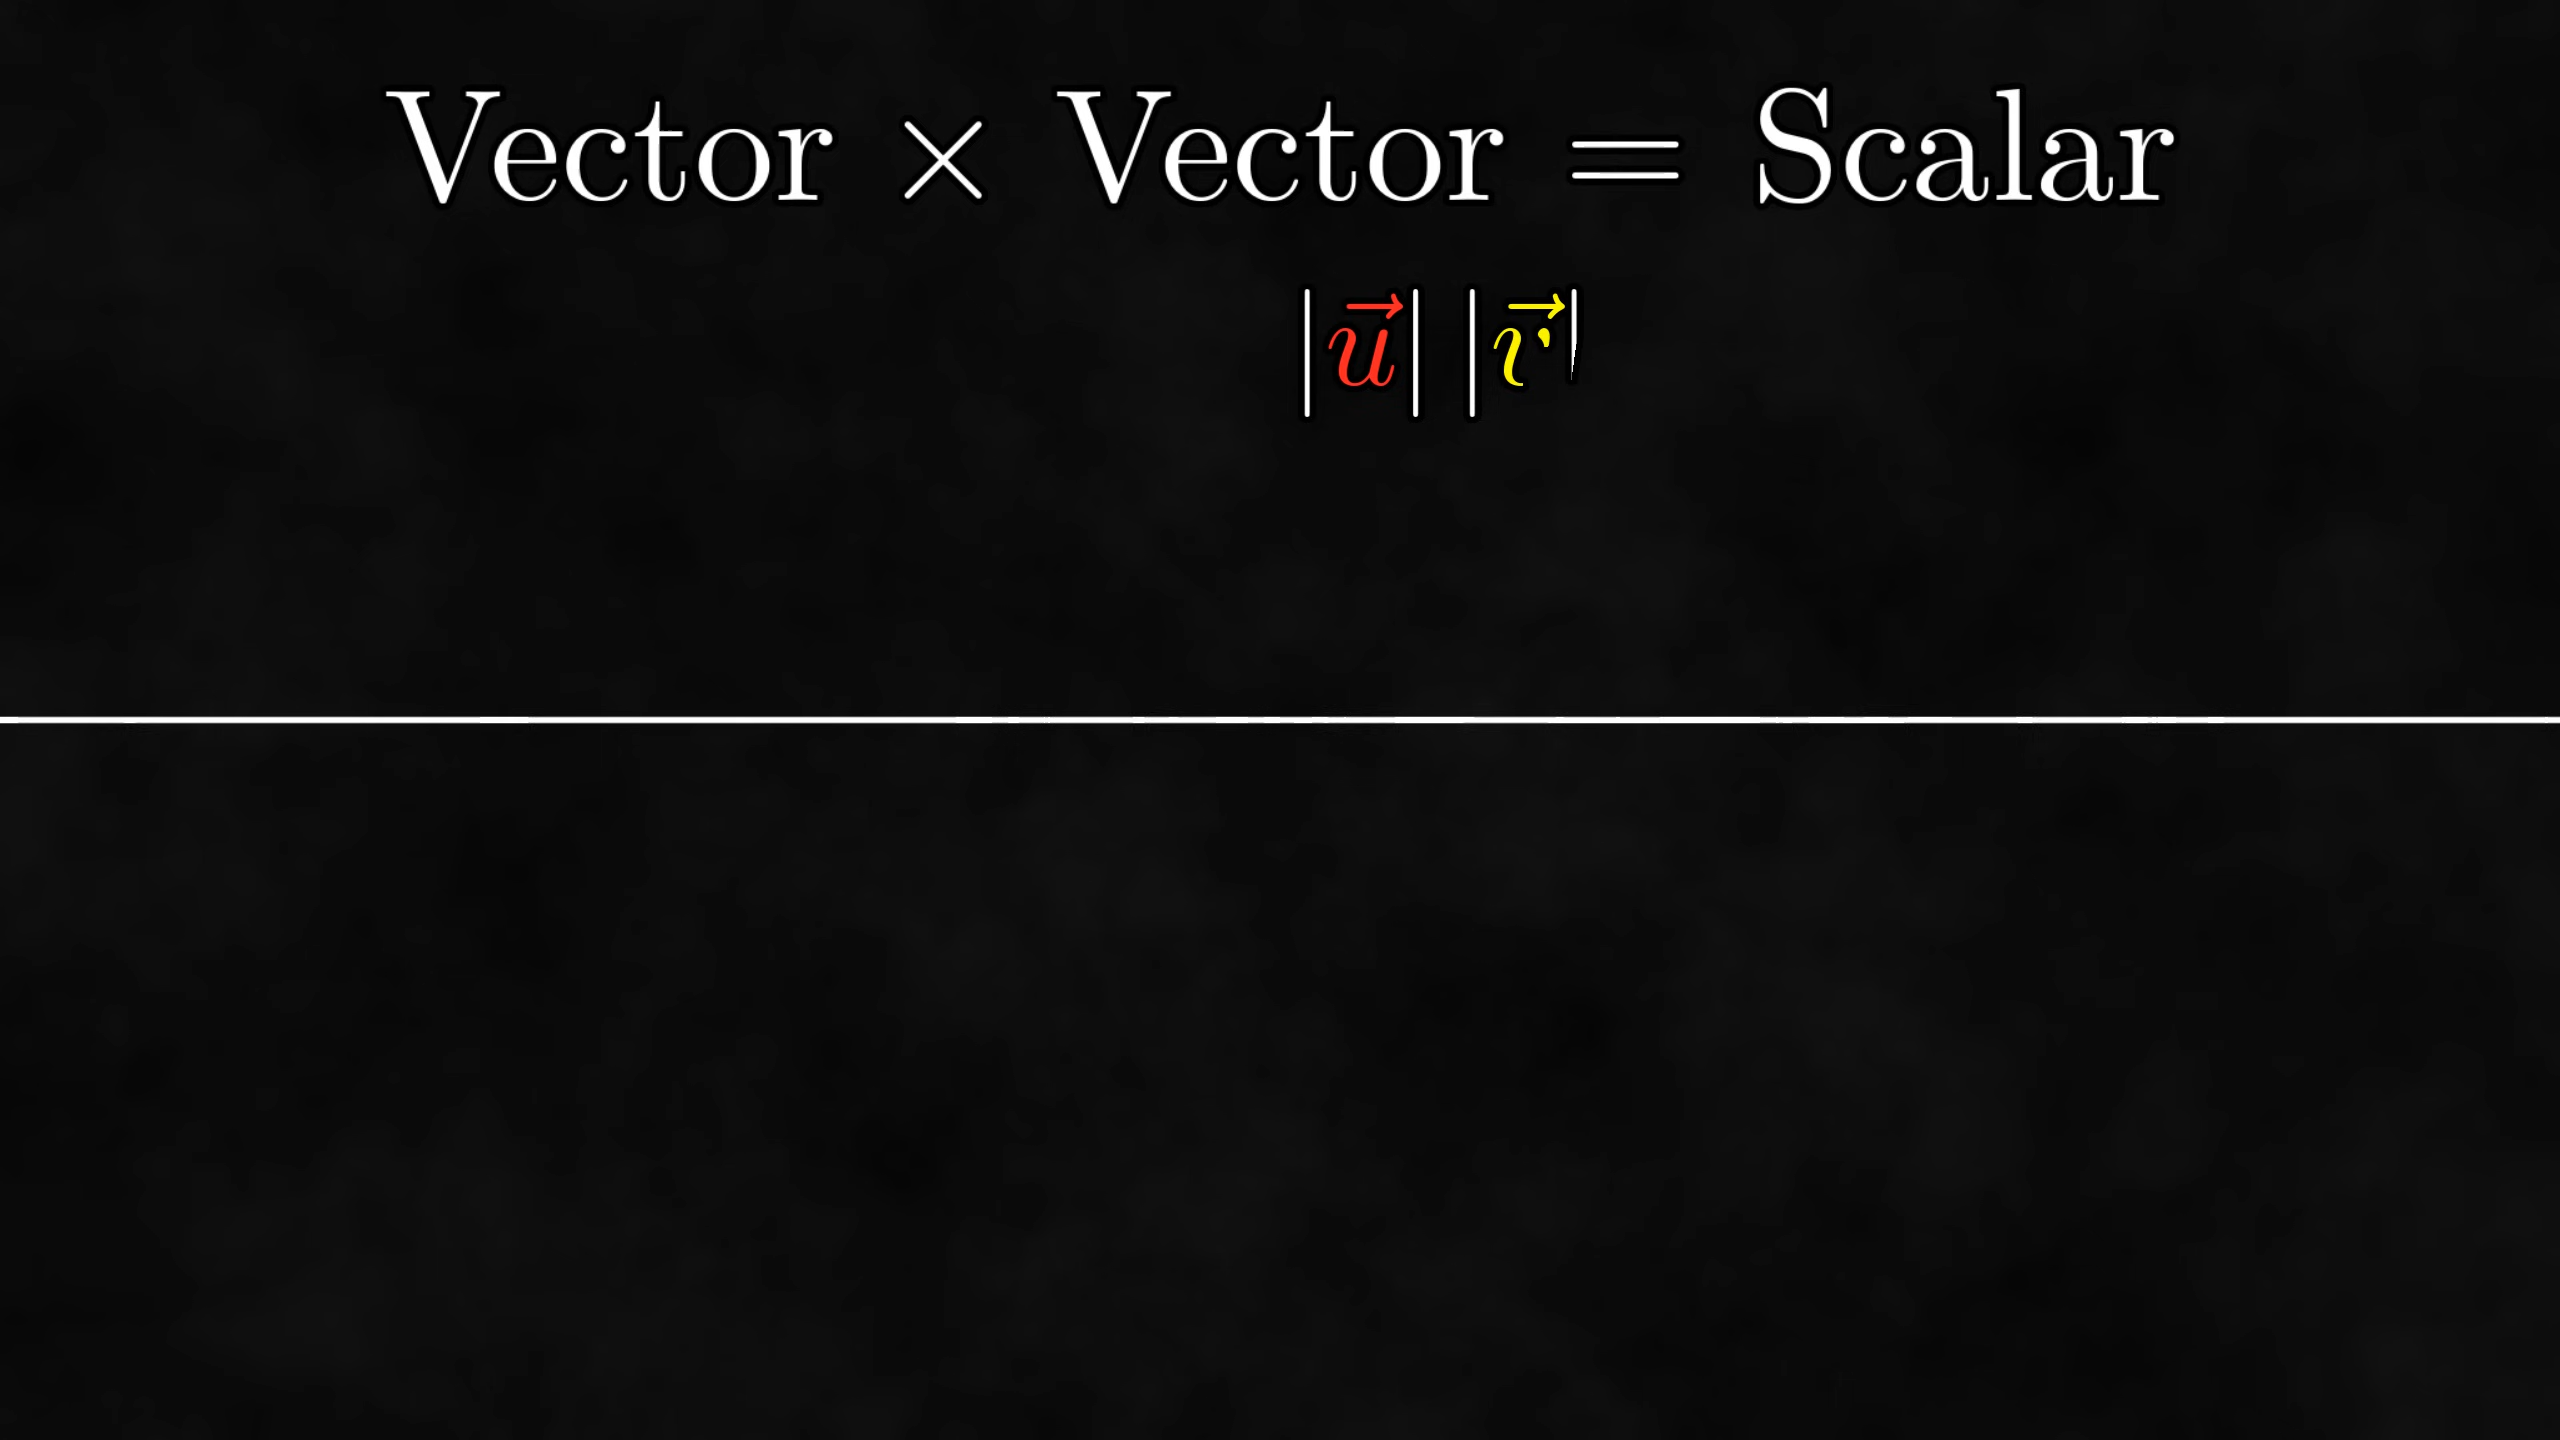 Vector × Vector = Scalar
|u⃗| |v⃗|